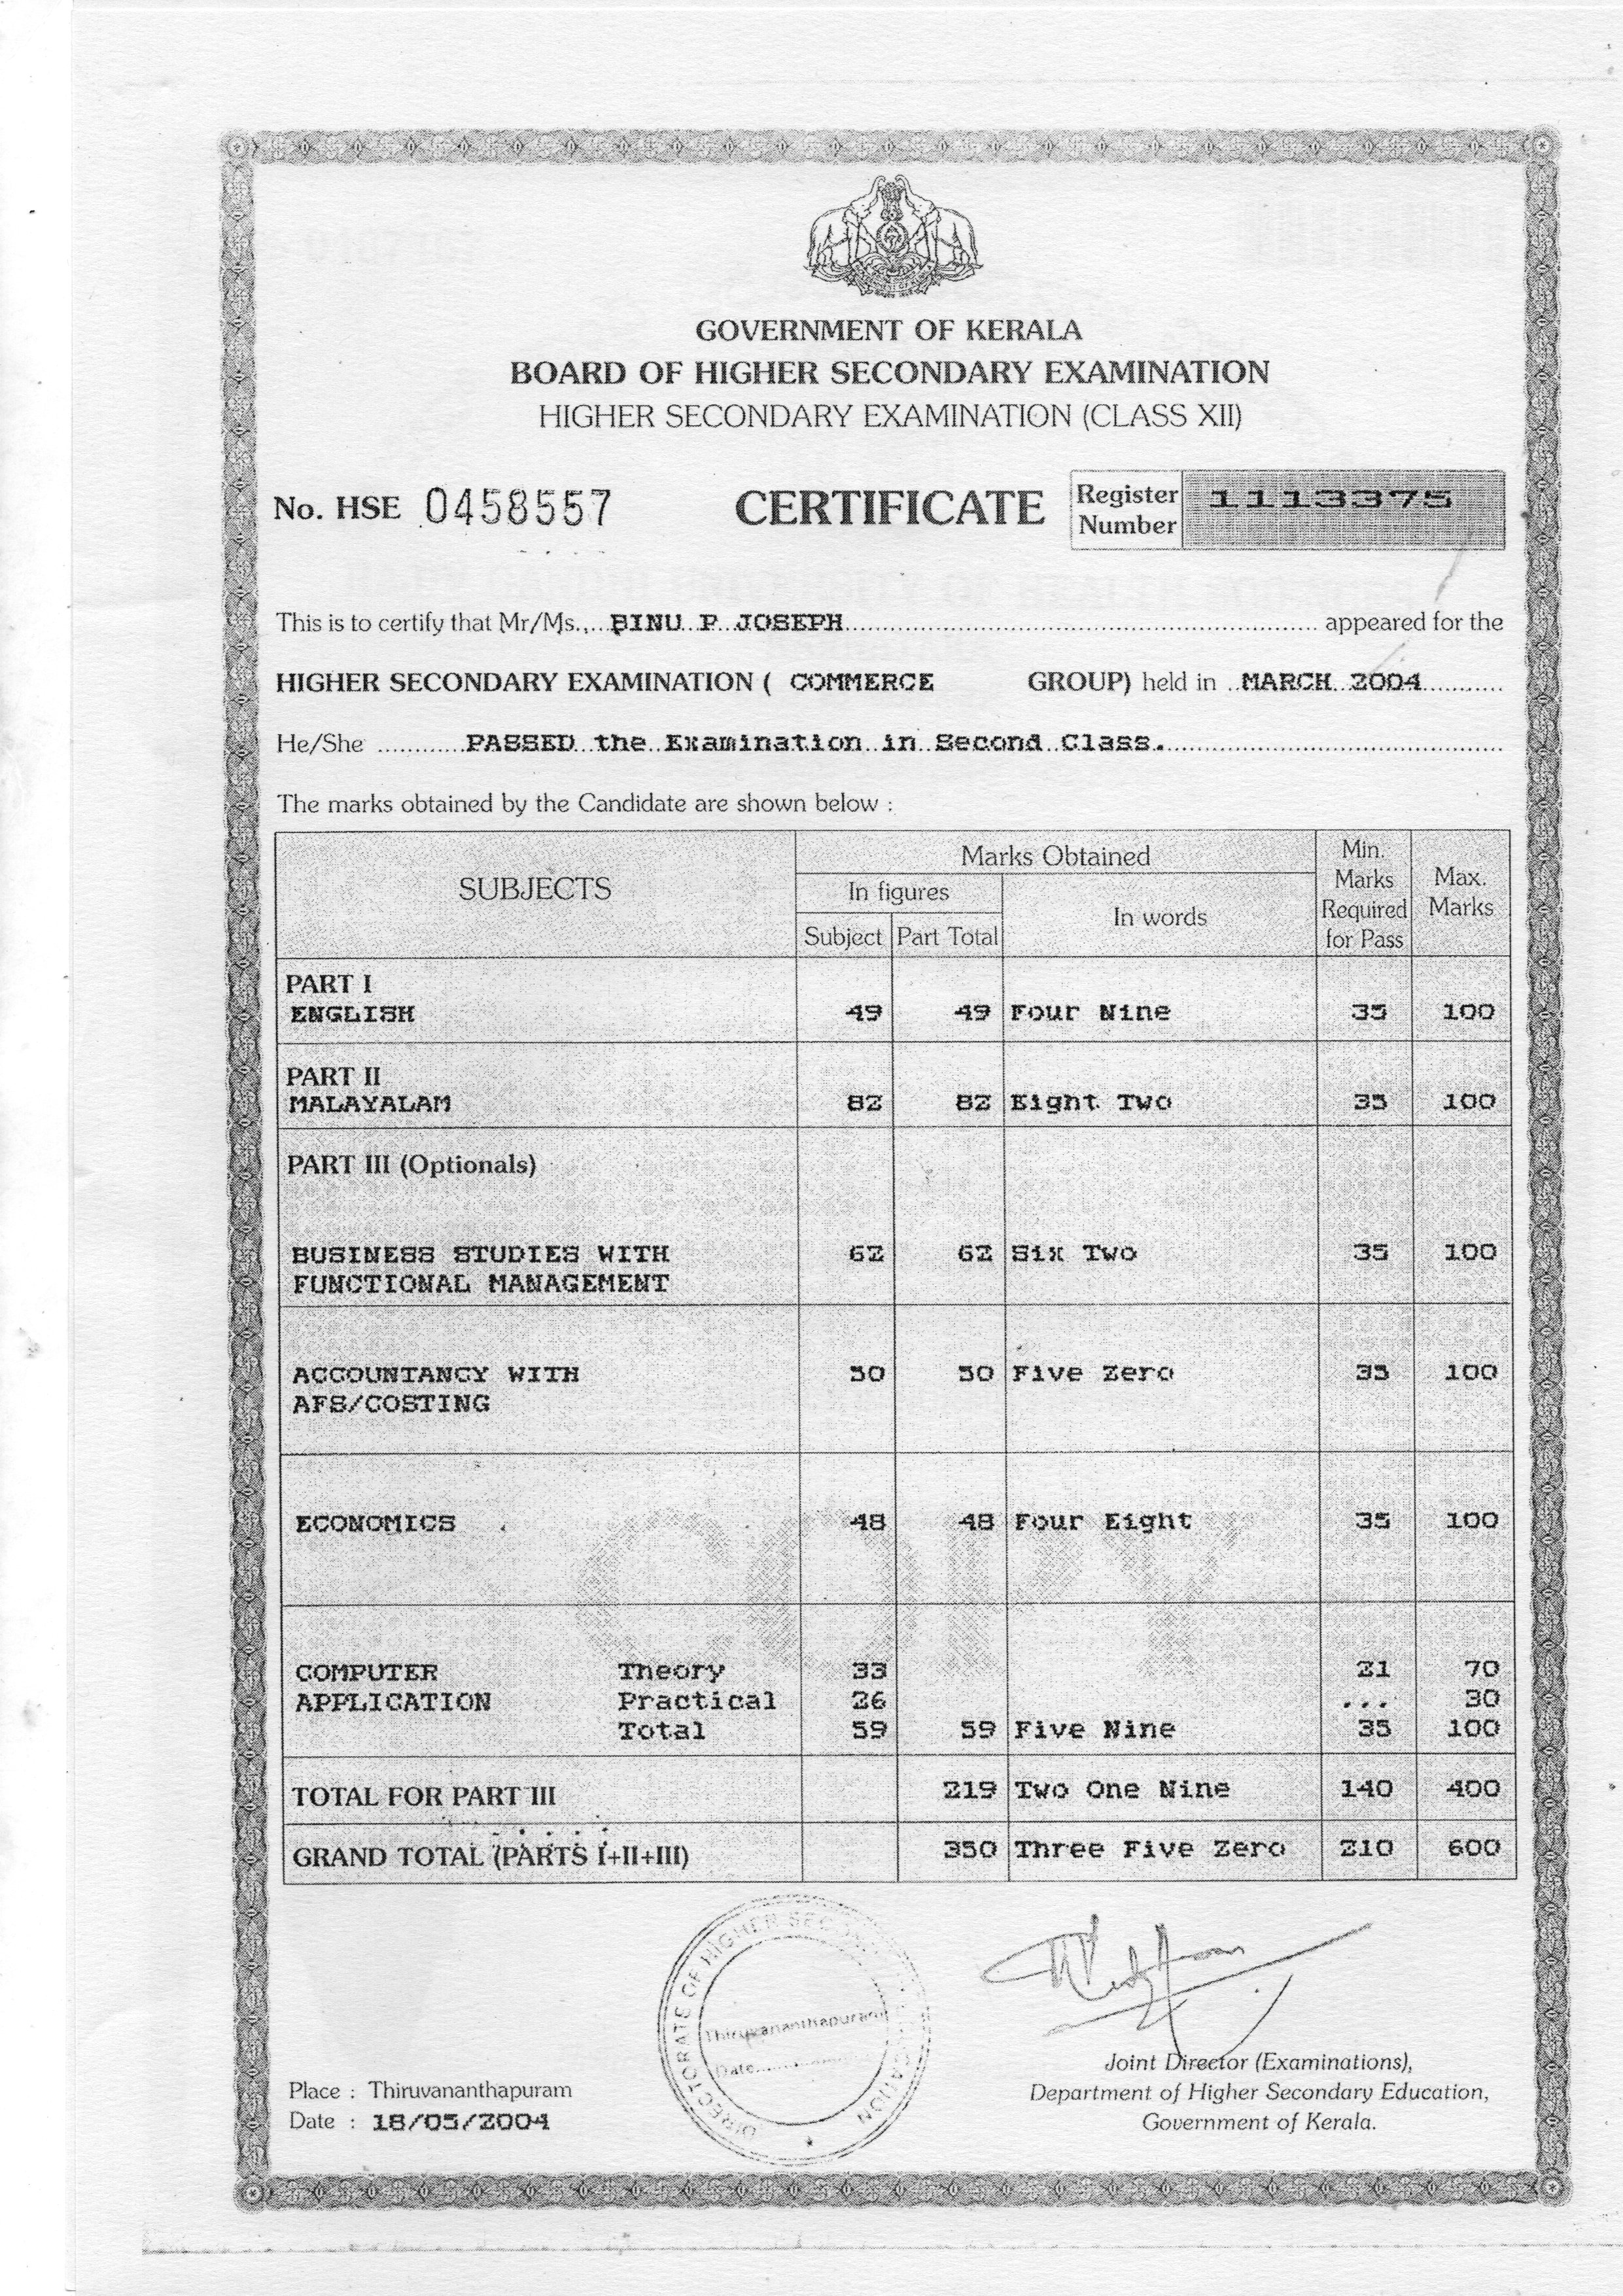 GOVERNMENT OF KERALA
BOARD OF HIGHER SECONDARY EXAMINATION
HIGHER SECONDARY EXAMINATION (CLASS XII)
No. HSE 0458557 CERTIFICATE Register Number 1113375
This is to certify that Mr/Ms. BINU P JOSEPH appeared for the
HIGHER SECONDARY EXAMINATION ( COMMERCE GROUP) held in MARCH 2004
He/She PASSED the Examination in Second Class.
The marks obtained by the Candidate are shown below :
SUBJECTS Marks Obtained Min. Marks Required for Pass Max. Marks
In figures In words
Subject Part Total
PART I
ENGLISH 49 49 Four Nine 35 100
PART II
MALAYALAM 82 82 Eight Two 35 100
PART III (Optionals)
BUSINESS STUDIES WITH 62 62 Six Two 35 100
FUNCTIONAL MANAGEMENT
ACCOUNTANCY WITH 50 50 Five Zero 35 100
AFS/COSTING
ECONOMICS 48 48 Four Eight 35 100
COPY
COMPUTER Theory 33 21 70
APPLICATION Practical 26 ... 30
Total 59 59 Five Nine 35 100
TOTAL FOR PART III 219 Two One Nine 140 400
GRAND TOTAL (PARTS I+II+III) 350 Three Five Zero 210 600
DIRECTORATE OF HIGHER SECONDARY EDUCATION
Thiruvananthapuram
Date
Joint Director (Examinations),
Department of Higher Secondary Education,
Government of Kerala.
Place : Thiruvananthapuram
Date : 18/05/2004